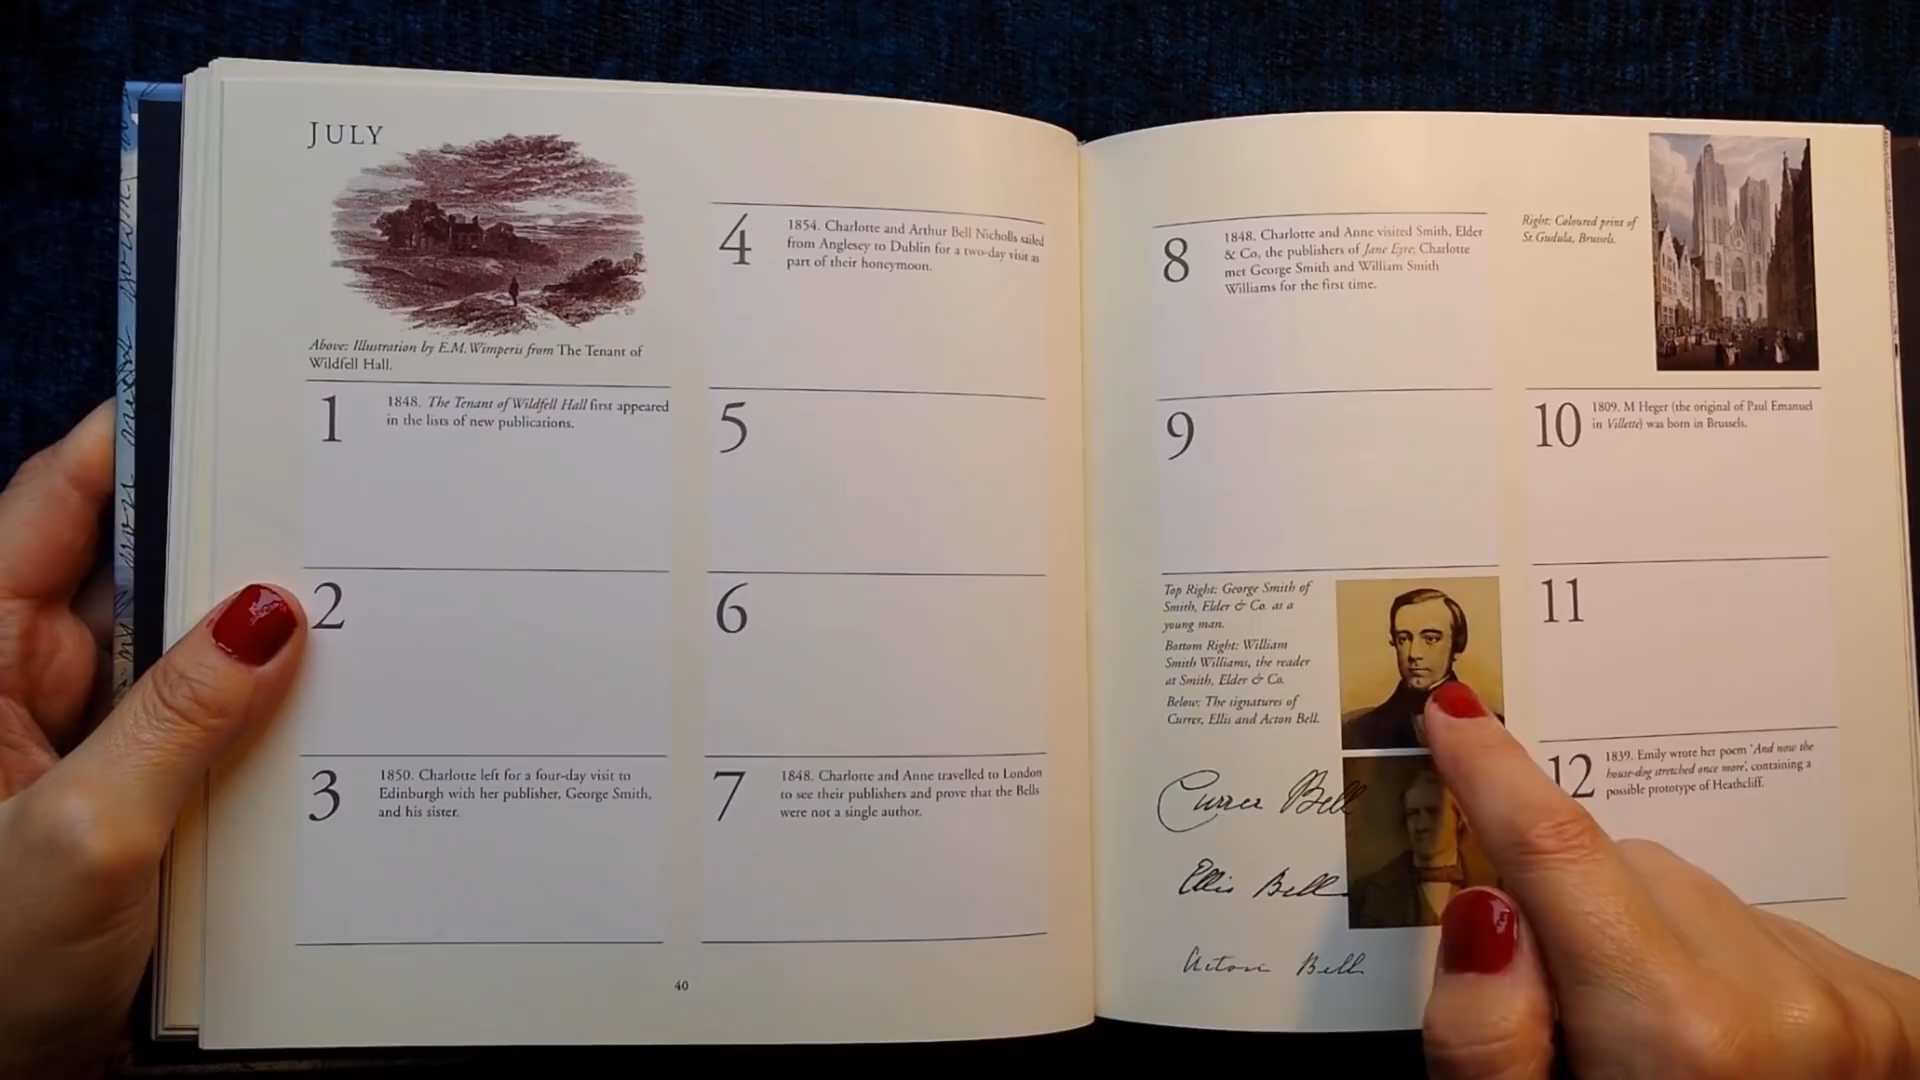 JULY
Above: Illustration by E.M. Wimperis from The Tenant of
Wildfell Hall.
1
1848. The Tenant of Wildfell Hall first appeared
in the lists of new publications.
2
3
1850. Charlotte left for a four-day visit to
Edinburgh with her publisher, George Smith,
and his sister.
4
1854. Charlotte and Arthur Bell Nicholls sailed
from Anglesey to Dublin for a two-day visit as
part of their honeymoon.
5
6
7
1848. Charlotte and Anne travelled to London
to see their publishers and prove that the Bells
were not a single author.
40
8
1848. Charlotte and Anne visited Smith, Elder
& Co, the publishers of Jane Eyre; Charlotte
met George Smith and William Smith
Williams for the first time.
9
Top Right: George Smith of
Smith, Elder & Co. as a
young man.
Bottom Right: William
Smith Williams, the reader
at Smith, Elder & Co.
Below: The signatures of
Currer, Ellis and Acton Bell.
Currer Bell
Ellis Bell
Acton Bell
Right: Coloured print of
St. Gudula, Brussels.
10
1809. M Heger (the original of Paul Emanuel
in Villette) was born in Brussels.
11
12
1839. Emily wrote her poem 'And now the
house-dog stretched once more', containing a
possible prototype of Heathcliff.